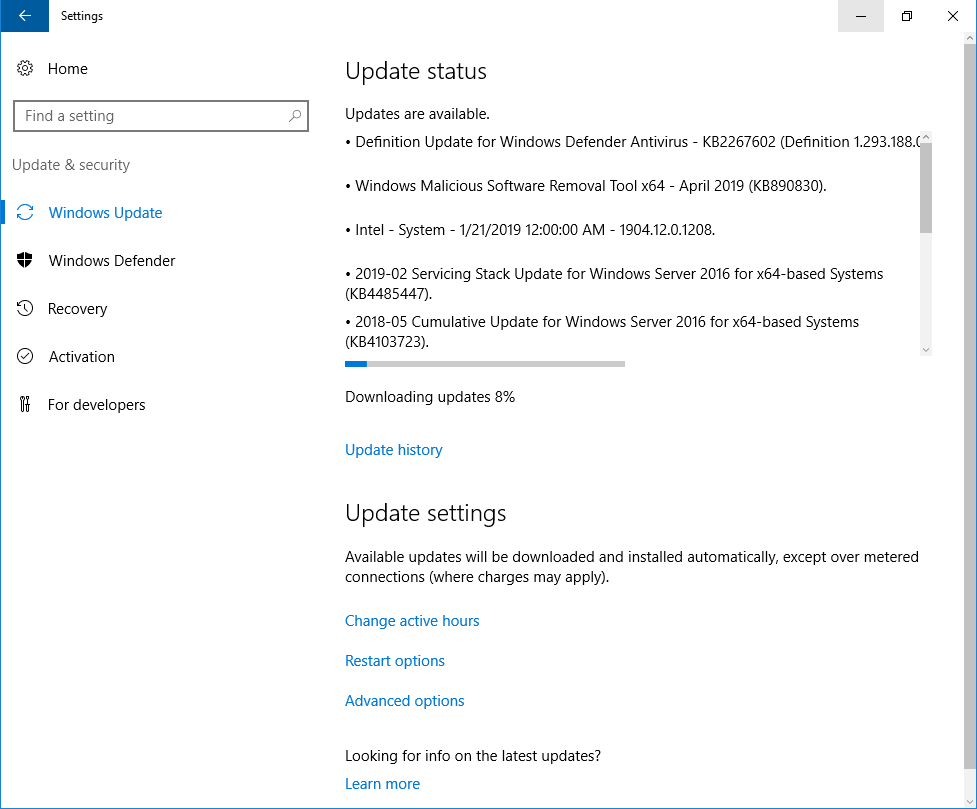 Settings
Home
Find a setting
Update & security
Windows Update
Windows Defender
Recovery
Activation
For developers
Update status
Updates are available.
• Definition Update for Windows Defender Antivirus - KB2267602 (Definition 1.293.188.0
• Windows Malicious Software Removal Tool x64 - April 2019 (KB890830).
• Intel - System - 1/21/2019 12:00:00 AM - 1904.12.0.1208.
• 2019-02 Servicing Stack Update for Windows Server 2016 for x64-based Systems
(KB4485447).
• 2018-05 Cumulative Update for Windows Server 2016 for x64-based Systems
(KB4103723).
Downloading updates 8%
Update history
Update settings
Available updates will be downloaded and installed automatically, except over metered
connections (where charges may apply).
Change active hours
Restart options
Advanced options
Looking for info on the latest updates?
Learn more